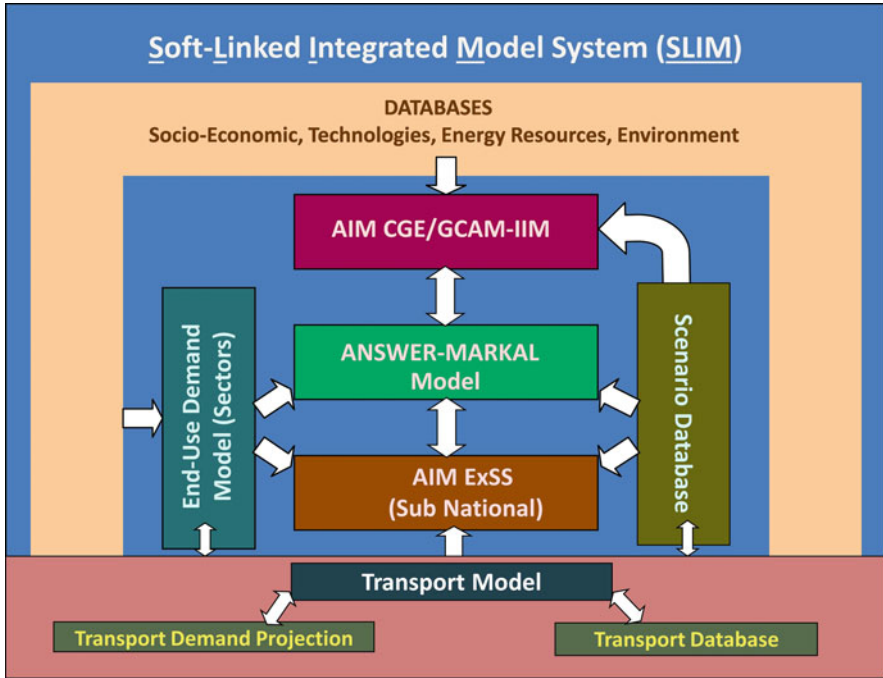 Soft-Linked Integrated Model System (SLIM)
DATABASES
Socio-Economic, Technologies, Energy Resources, Environment
AIM CGE/GCAM-IIM
End-Use Demand
Model (Sectors)
ANSWER-MARKAL
Model
Scenario Database
AIM ExSS
(Sub National)
Transport Model
Transport Demand Projection
Transport Database